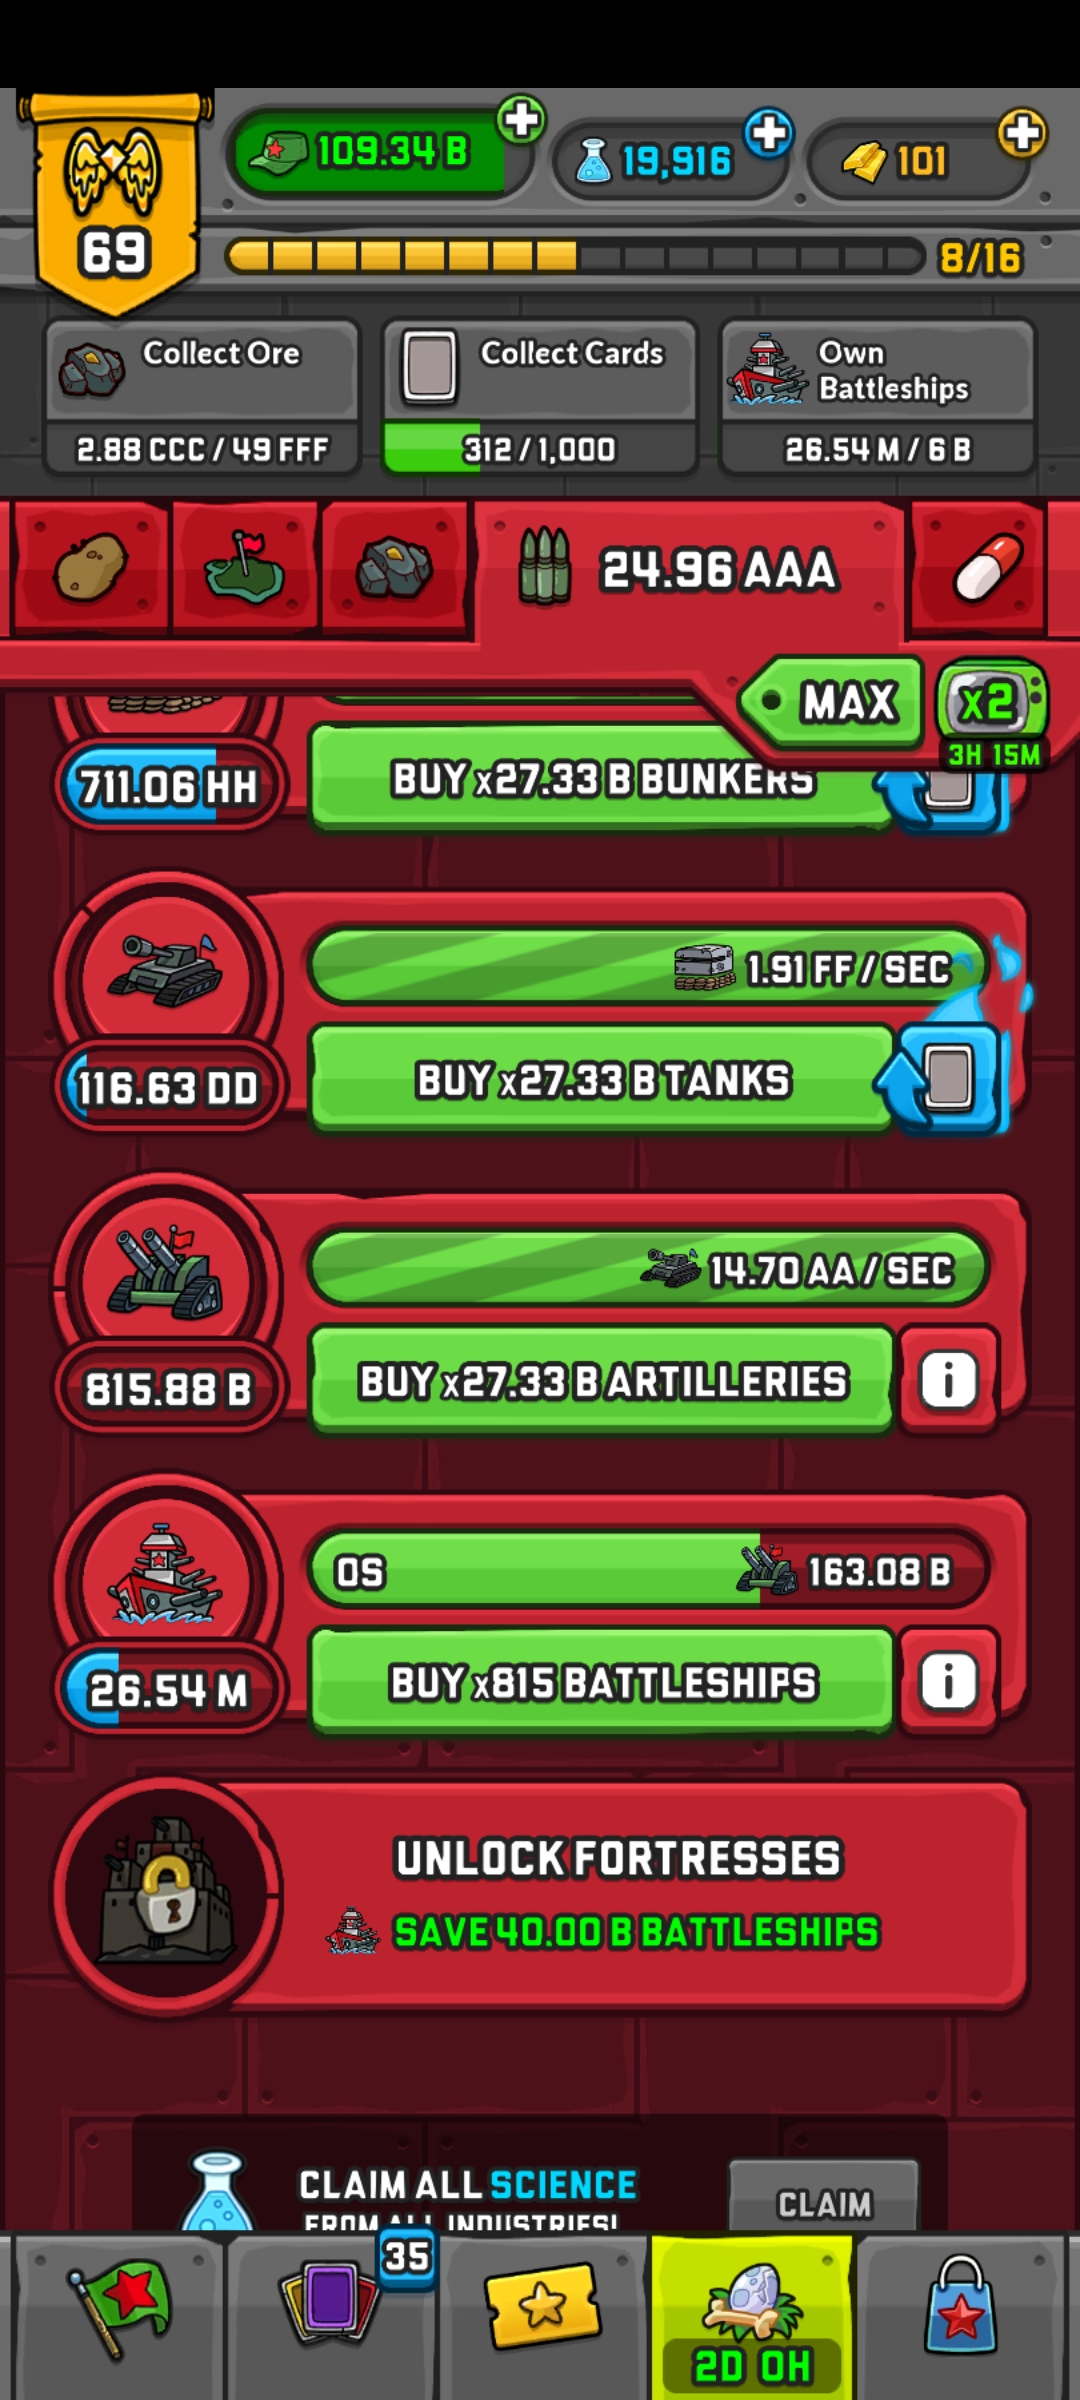 109.34 B
19,916
101
69
8/16
Collect Ore
2.88 CCC / 49 FFF
Collect Cards
312 / 1,000
Own
Battleships
26.54 M / 6 B
24.96 AAA
MAX
x2
3H 15M
711.06 HH
BUY x27.33 B BUNKERS
1.91 FF / SEC
116.63 DD
BUY x27.33 B TANKS
14.70 AA / SEC
815.88 B
BUY x27.33 B ARTILLERIES
i
0S
163.08 B
26.54 M
BUY x815 BATTLESHIPS
i
UNLOCK FORTRESSES
SAVE 40.00 B BATTLESHIPS
CLAIM ALL SCIENCE
FROM ALL INDUSTRIES!
CLAIM
35
2D 0H